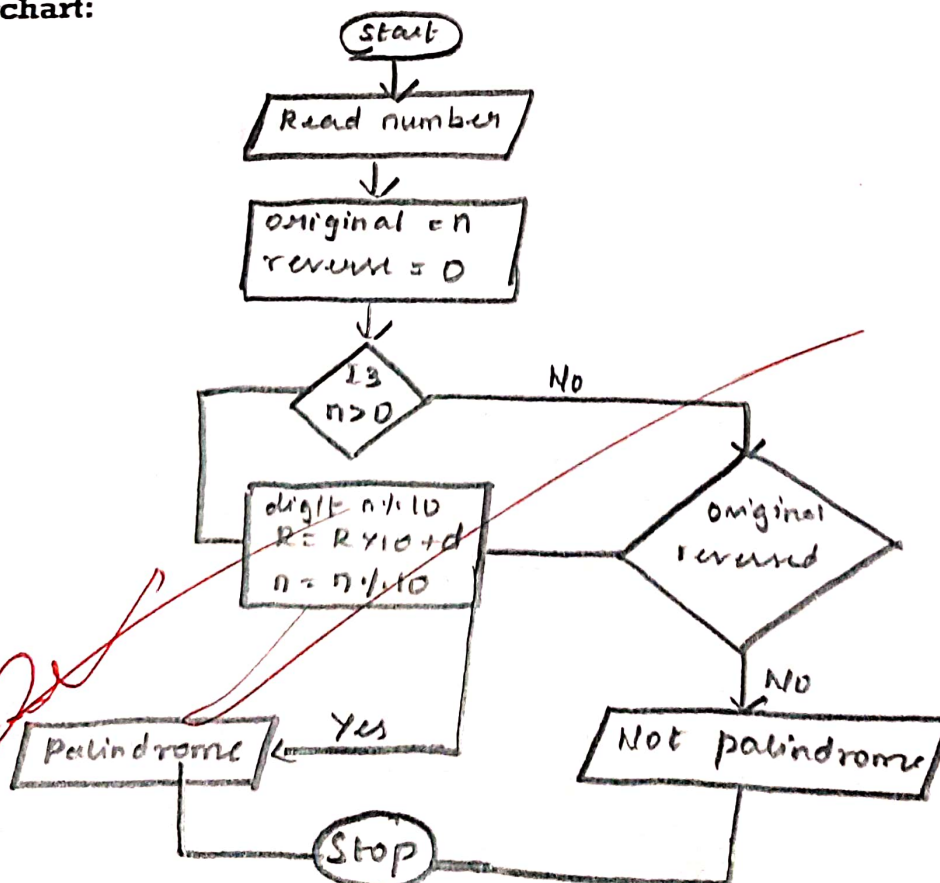 chart:
Start
Read number
original = n
reverse = 0
Is
n>0
No
digit n%10
R = R×10+d
n = n%10
original
reversed
No
Yes
Palindrome
Not palindrome
Stop